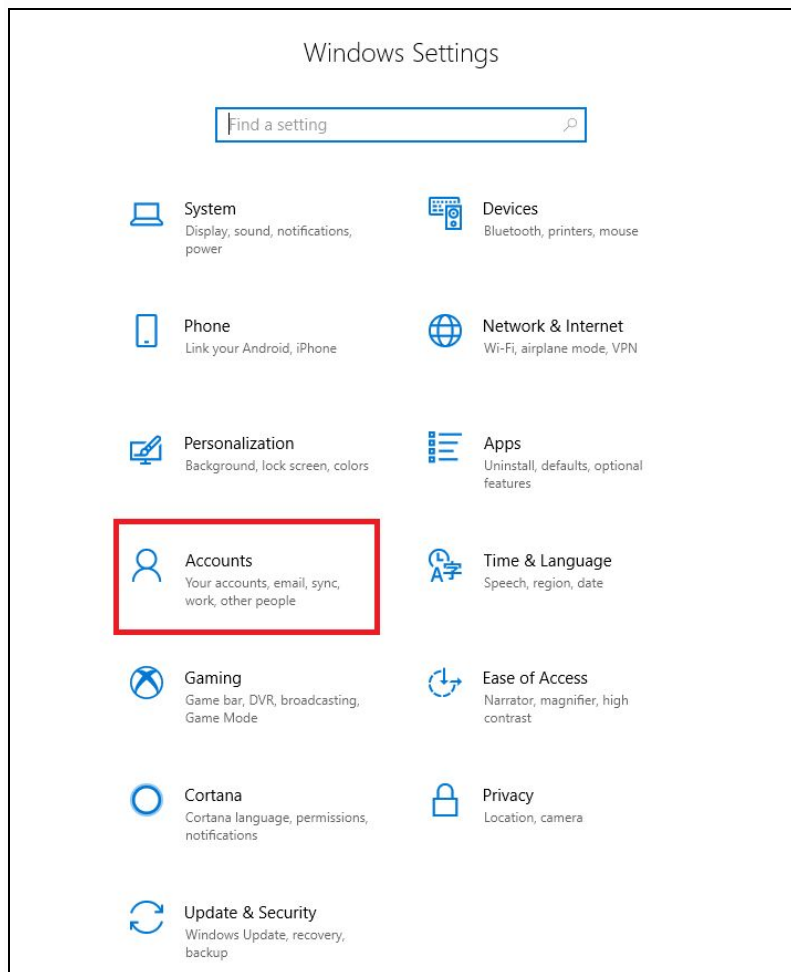 Windows Settings
Find a setting
System
Display, sound, notifications,
power
Devices
Bluetooth, printers, mouse
Phone
Link your Android, iPhone
Network & Internet
Wi-Fi, airplane mode, VPN
Personalization
Background, lock screen, colors
Apps
Uninstall, defaults, optional
features
Accounts
Your accounts, email, sync,
work, other people
Time & Language
Speech, region, date
Gaming
Game bar, DVR, broadcasting,
Game Mode
Ease of Access
Narrator, magnifier, high
contrast
Cortana
Cortana language, permissions,
notifications
Privacy
Location, camera
Update & Security
Windows Update, recovery,
backup